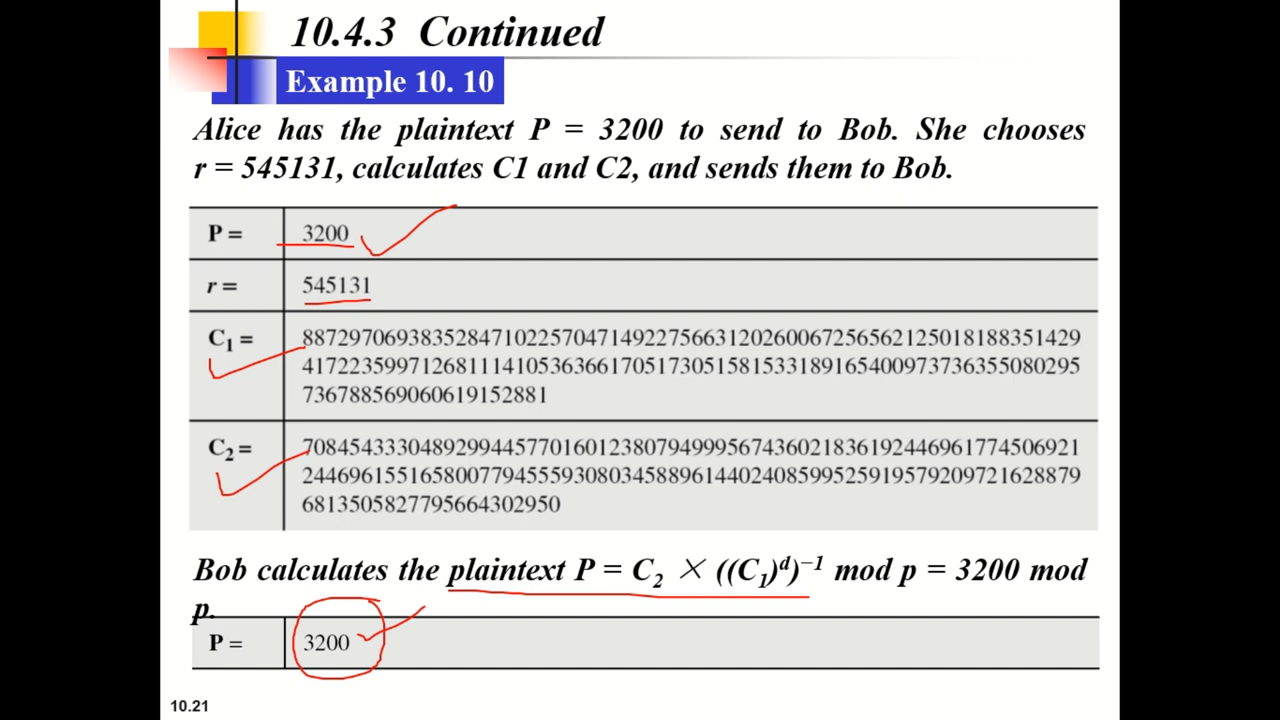 10.4.3 Continued
Example 10. 10
Alice has the plaintext P = 3200 to send to Bob. She chooses
r = 545131, calculates C1 and C2, and sends them to Bob.
P = 3200
r = 545131
C₁ = 887297069383528471022570471492275663120260067256562125018188351429
417223599712681114105363661705173051581533189165400973736355080295
736788569060619152881
C₂ = 708454333048929944577016012380794999567436021836192446961774506921
244696155165800779455593080345889614402408599525919579209721628879
6813505827795664302950
Bob calculates the plaintext P = C₂ × ((C₁)ᵈ)⁻¹ mod p = 3200 mod
p.
P = 3200
10.21